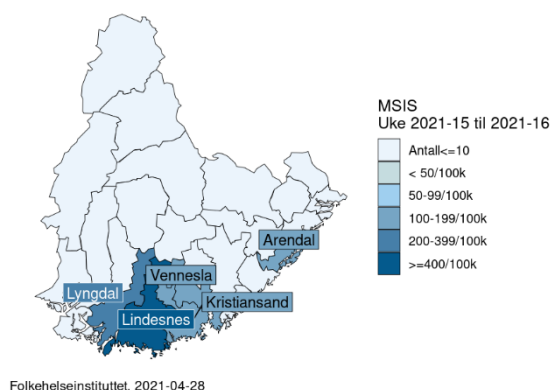 MSIS
Uke 2021-15 til 2021-16
Antall<=10
< 50/100k
50-99/100k
100-199/100k
200-399/100k
>=400/100k
Arendal
Vennesla
Lyngdal
Kristiansand
Lindesnes
Folkehelseinstituttet, 2021-04-28